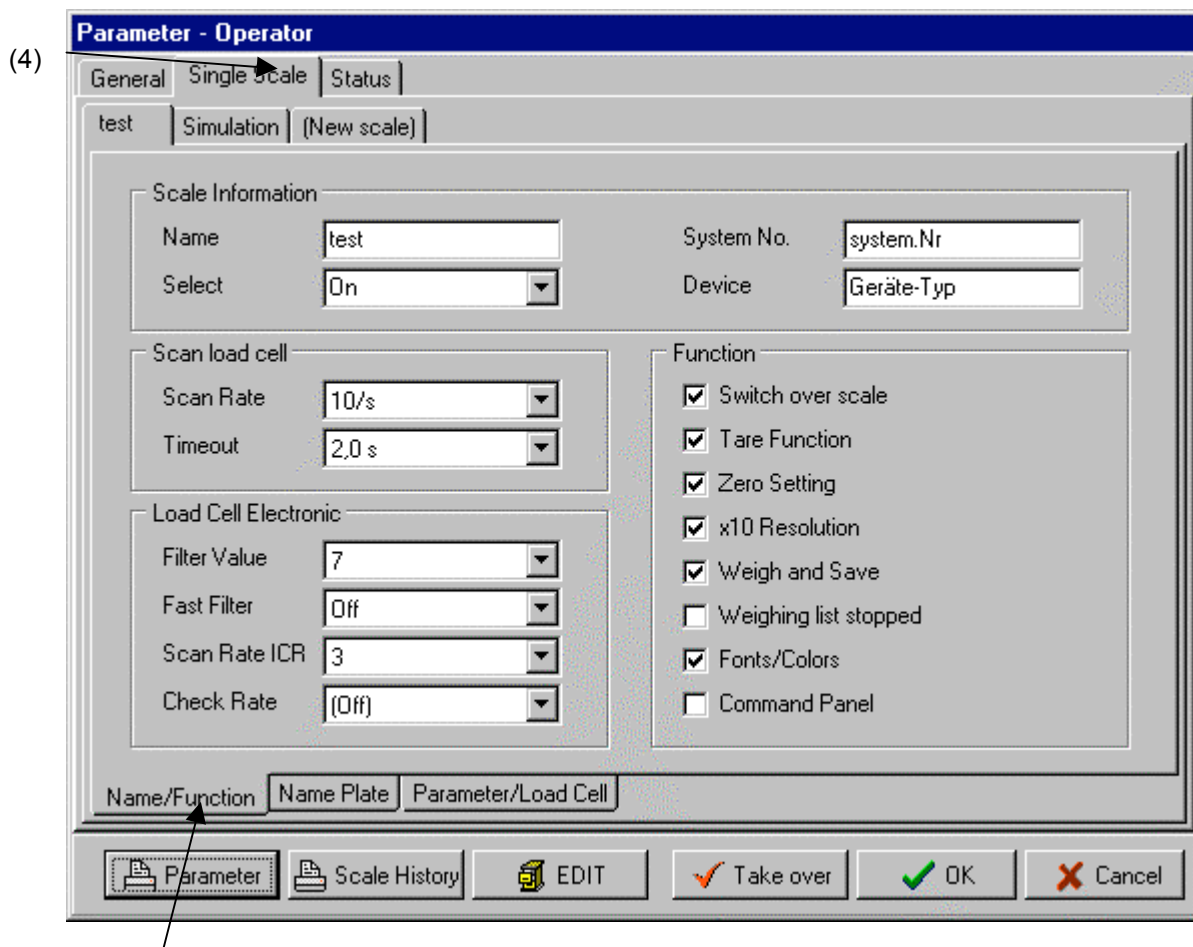 Parameter - Operator
(4)
General Single Scale Status
test Simulation (New scale)
Scale Information
Name test System No. system.Nr
Select On Device Geräte-Typ
Scan load cell
Scan Rate 10/s
Timeout 2,0 s
Load Cell Electronic
Filter Value 7
Fast Filter Off
Scan Rate ICR 3
Check Rate (Off)
Function
Switch over scale
Tare Function
Zero Setting
x10 Resolution
Weigh and Save
Weighing list stopped
Fonts/Colors
Command Panel
Name/Function Name Plate Parameter/Load Cell
Parameter Scale History EDIT Take over OK Cancel